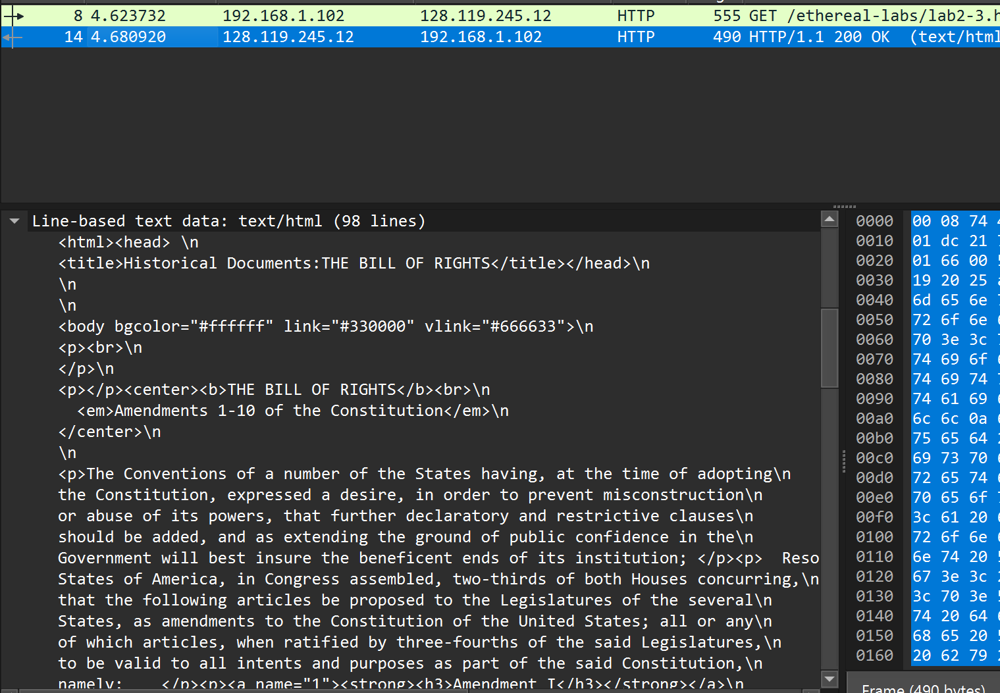 8 4.623732 192.168.1.102 128.119.245.12 HTTP 555 GET /ethereal-labs/lab2-3.h
14 4.680920 128.119.245.12 192.168.1.102 HTTP 490 HTTP/1.1 200 OK (text/html
Line-based text data: text/html (98 lines)
<html><head> \n
<title>Historical Documents:THE BILL OF RIGHTS</title></head>\n
\n
\n
<body bgcolor="#ffffff" link="#330000" vlink="#666633">\n
<p><br>\n
</p>\n
<p></p><center><b>THE BILL OF RIGHTS</b><br>\n
<em>Amendments 1-10 of the Constitution</em>\n
</center>\n
\n
<p>The Conventions of a number of the States having, at the time of adopting\n
the Constitution, expressed a desire, in order to prevent misconstruction\n
or abuse of its powers, that further declaratory and restrictive clauses\n
should be added, and as extending the ground of public confidence in the\n
Government will best insure the beneficent ends of its institution; </p><p>  Reso
States of America, in Congress assembled, two-thirds of both Houses concurring,\n
that the following articles be proposed to the Legislatures of the several\n
States, as amendments to the Constitution of the United States; all or any\n
of which articles, when ratified by three-fourths of the said Legislatures,\n
to be valid to all intents and purposes as part of the said Constitution,\n
namely:    </p><p><a name="1"><strong><h3>Amendment I</h3></strong></a>\n
0000 00 08 74
0010 01 dc 21
0020 01 66 00
0030 19 20 25
0040 6d 65 6e
0050 72 6f 6e
0060 70 3e 3c
0070 74 69 6f
0080 74 69 74
0090 74 61 69
00a0 6c 6c 0a
00b0 75 65 64
00c0 69 73 70
00d0 72 65 74
00e0 70 65 6f
00f0 3c 61 20
0100 72 6f 6e
0110 6e 74 20
0120 67 3e 3c
0130 3c 70 3e
0140 74 20 64
0150 68 65 20
0160 20 62 79
Frame (490 bytes)